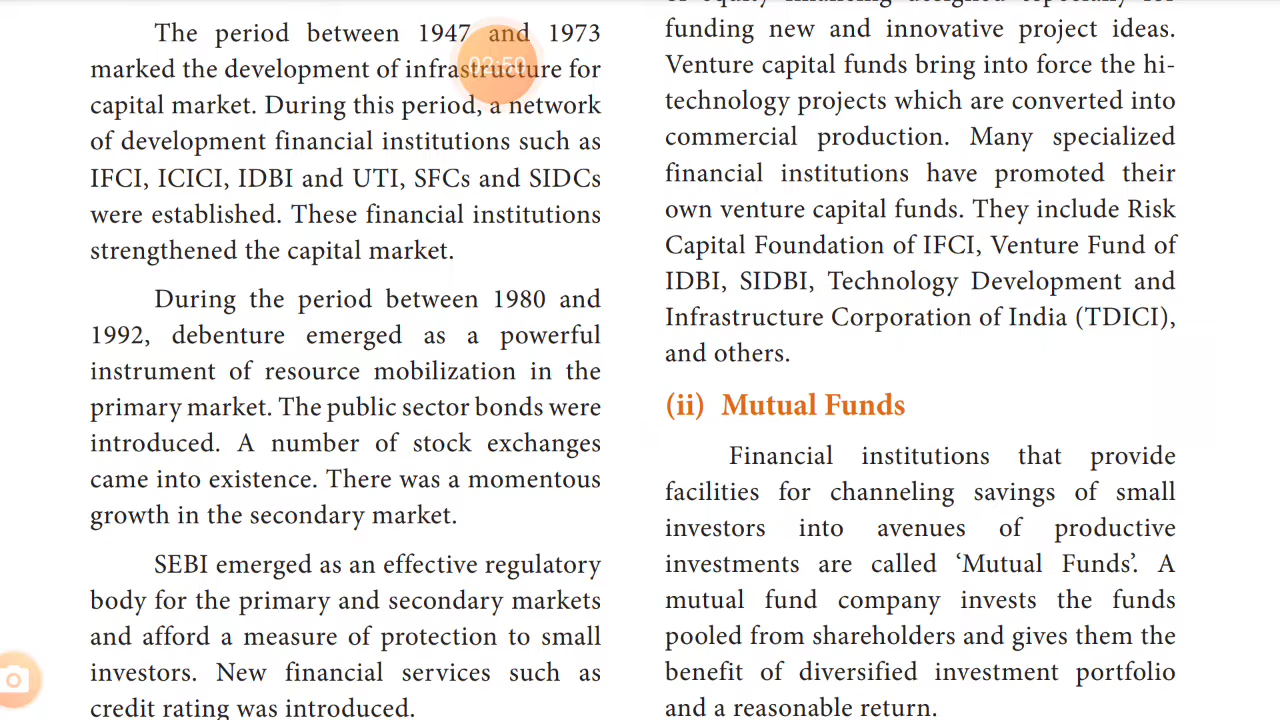 The period between 1947 and 1973
marked the development of infrastructure for
capital market. During this period, a network
of development financial institutions such as
IFCI, ICICI, IDBI and UTI, SFCs and SIDCs
were established. These financial institutions
strengthened the capital market.
During the period between 1980 and
1992, debenture emerged as a powerful
instrument of resource mobilization in the
primary market. The public sector bonds were
introduced. A number of stock exchanges
came into existence. There was a momentous
growth in the secondary market.
SEBI emerged as an effective regulatory
body for the primary and secondary markets
and afford a measure of protection to small
investors. New financial services such as
credit rating was introduced.
of equity financing designed especially for
funding new and innovative project ideas.
Venture capital funds bring into force the hi-
technology projects which are converted into
commercial production. Many specialized
financial institutions have promoted their
own venture capital funds. They include Risk
Capital Foundation of IFCI, Venture Fund of
IDBI, SIDBI, Technology Development and
Infrastructure Corporation of India (TDICI),
and others.
(ii) Mutual Funds
Financial institutions that provide
facilities for channeling savings of small
investors into avenues of productive
investments are called ‘Mutual Funds’. A
mutual fund company invests the funds
pooled from shareholders and gives them the
benefit of diversified investment portfolio
and a reasonable return.